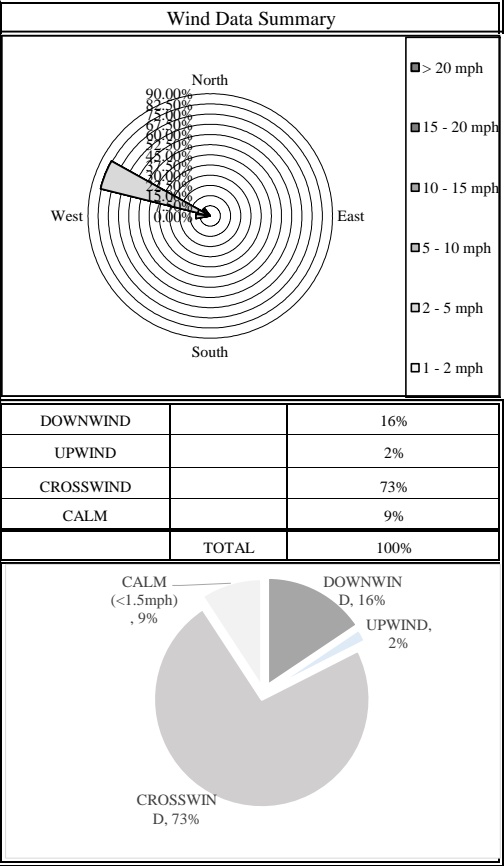 Wind Data Summary
North
90.00%
82.50%
75.00%
67.50%
60.00%
52.50%
45.00%
37.50%
30.00%
22.50%
15.00%
0.00%
West
East
South
> 20 mph
15 - 20 mph
10 - 15 mph
5 - 10 mph
2 - 5 mph
1 - 2 mph
DOWNWIND 16%
UPWIND 2%
CROSSWIND 73%
CALM 9%
TOTAL 100%
CALM
(<1.5mph)
, 9%
DOWNWIN
D, 16%
UPWIND,
2%
CROSSWIN
D, 73%